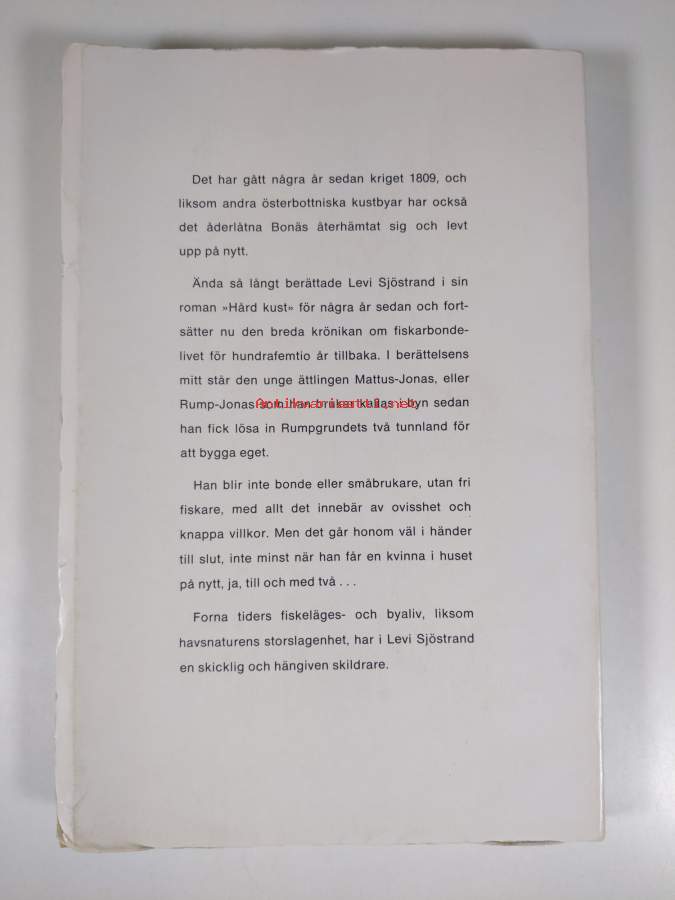 Det har gått några år sedan kriget 1809, och
liksom andra österbottniska kustbyar har också
det åderlåtna Bonäs återhämtat sig och levt
upp på nytt.
Ända så långt berättade Levi Sjöstrand i sin
roman »Hård kust» för några år sedan och fort-
sätter nu den breda krönikan om fiskarbonde-
livet för hundrafemtio år tillbaka. I berättelsens
mitt står den unge ättlingen Mattus-Jonas, eller
Rump-Jonas som han brukar kallas i byn sedan
han fick lösa in Rumpgrundets två tunnland för
att bygga eget.
Han blir inte bonde eller småbrukare, utan fri
fiskare, med allt det innebär av ovisshet och
knappa villkor. Men det går honom väl i händer
till slut, inte minst när han får en kvinna i huset
på nytt, ja, till och med två . . .
Forna tiders fiskeläges- och byaliv, liksom
havsnaturens storslagenhet, har i Levi Sjöstrand
en skicklig och hängiven skildrare.